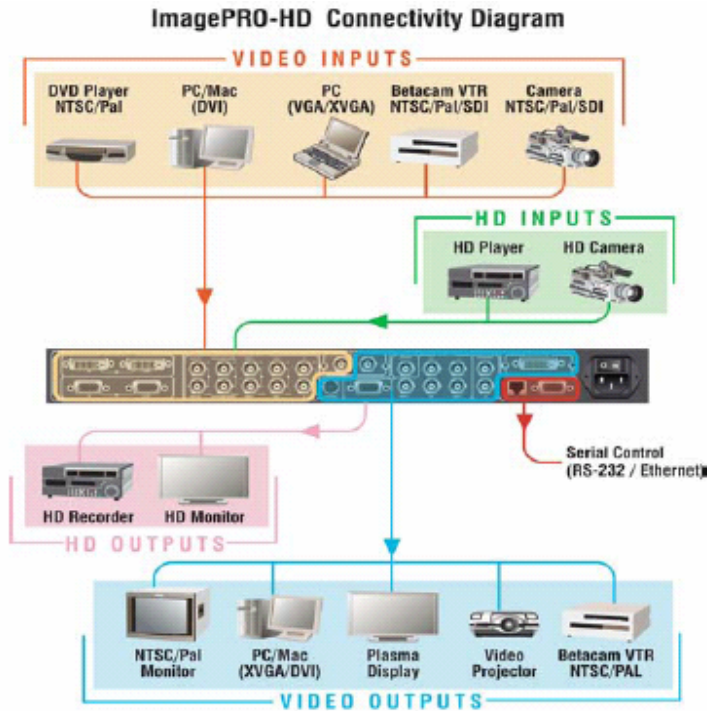 ImagePRO-HD Connectivity Diagram
VIDEO INPUTS
DVD Player
NTSC/Pal
PC/Mac
(DVI)
PC
(VGA/XVGA)
Betacam VTR
NTSC/Pal/SDI
Camera
NTSC/Pal/SDI
HD INPUTS
HD Player
HD Camera
Serial Control
(RS-232 / Ethernet)
HD Recorder
HD Monitor
HD OUTPUTS
NTSC/Pal
Monitor
PC/Mac
(XVGA/DVI)
Plasma
Display
Video
Projector
Betacam VTR
NTSC/PAL
VIDEO OUTPUTS